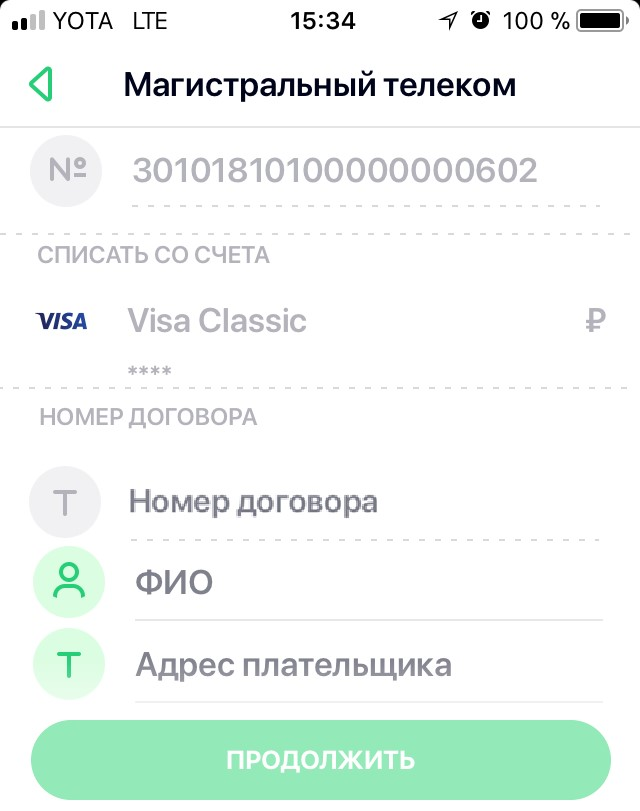 YOTA LTE 15:34 100 %
Магистральный телеком
№ 30101810100000000602
СПИСАТЬ СО СЧЕТА
VISA Visa Classic ₽
****
НОМЕР ДОГОВОРА
T Номер договора
ФИО
T Адрес плательщика
ПРОДОЛЖИТЬ